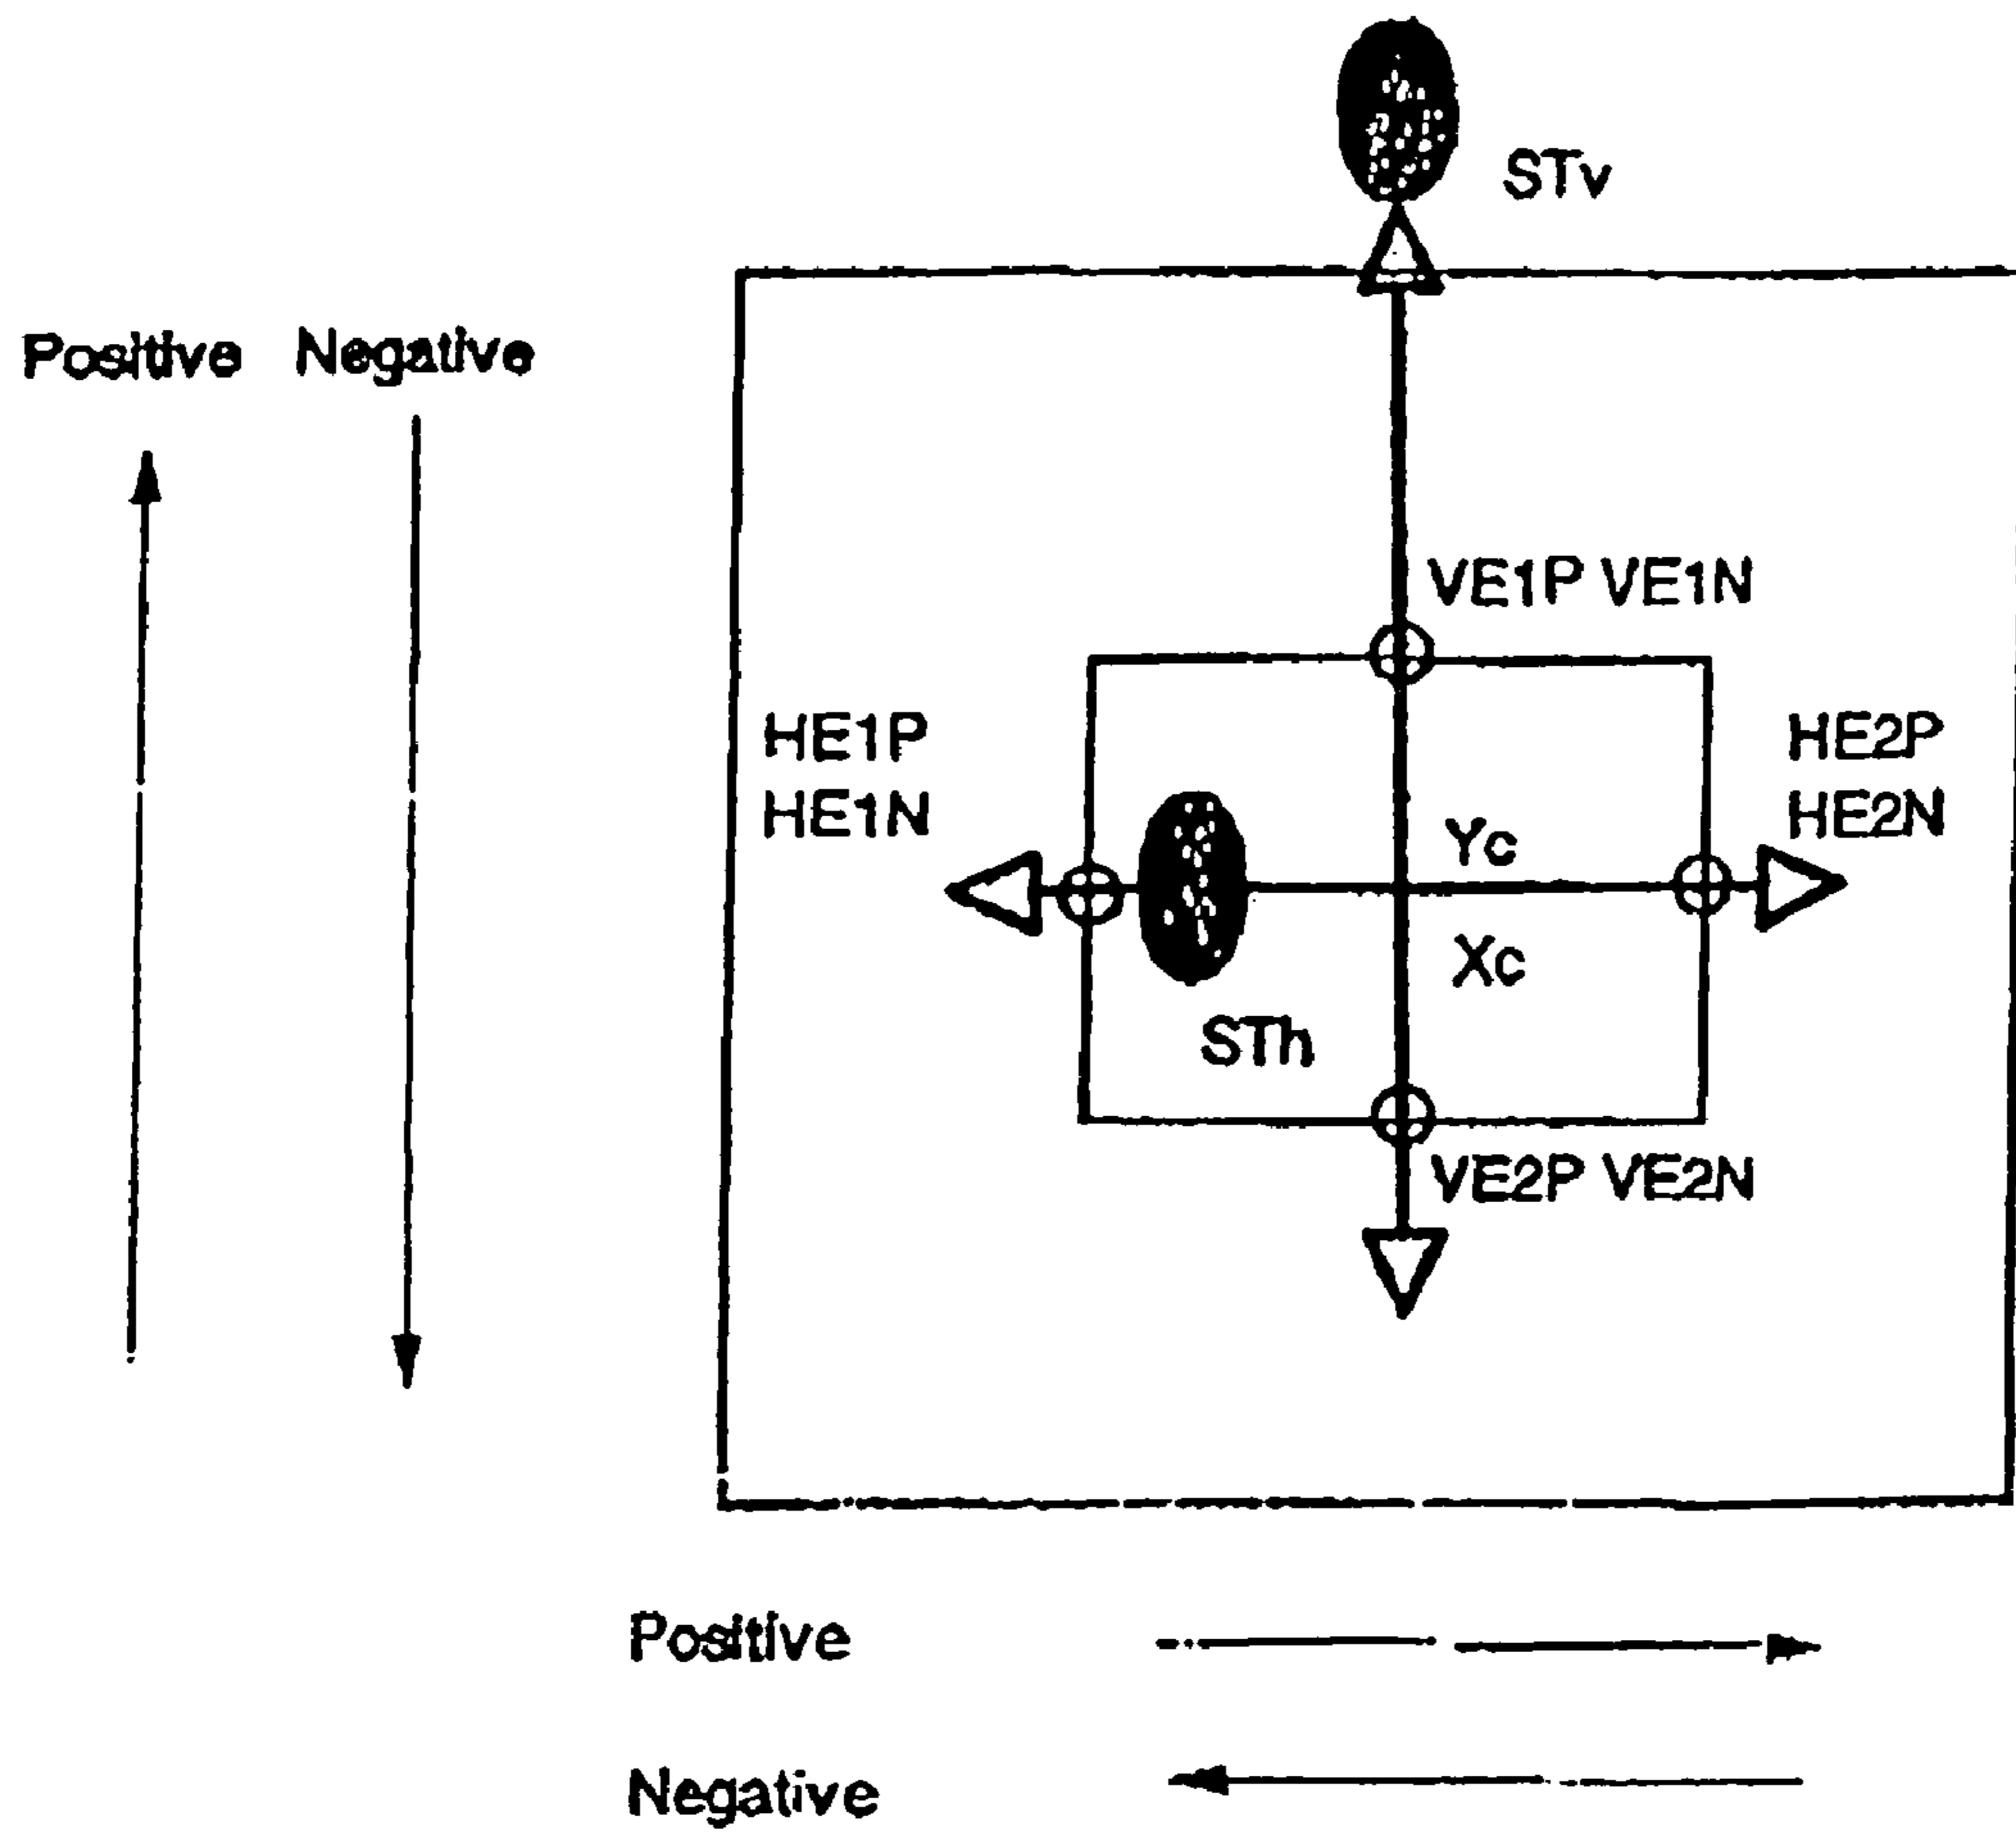 STv
Positive Negative
VE1P VE1N
HE1P
HE1N
HE2P
HE2N
Yc
Xc
STh
VE2P VE2N
Positive
Negative